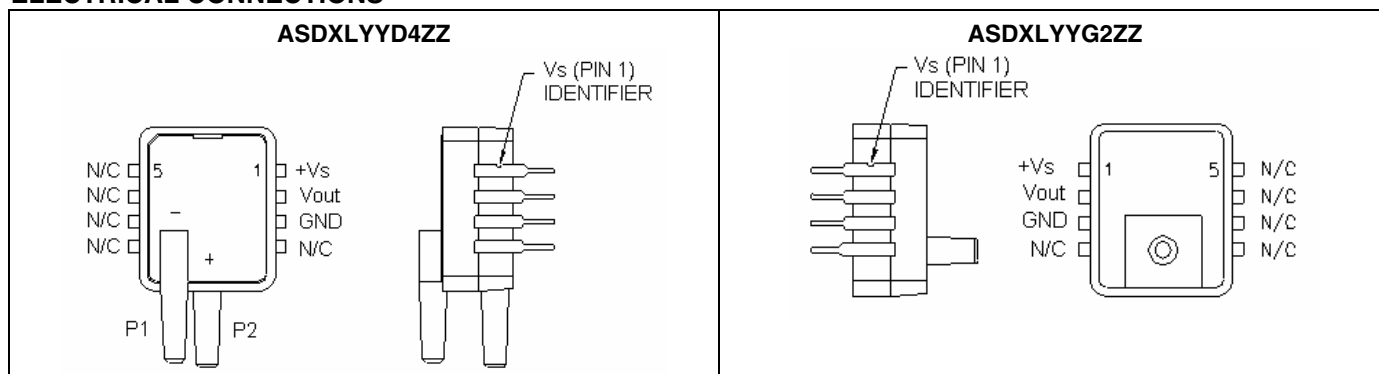 ELECTRICAL CONNECTIONS
ASDXLYYD4ZZ
Vs (PIN 1)
IDENTIFIER
N/C 5 1 +Vs
N/C Vout
N/C - GND
N/C + N/C
P1 P2
ASDXLYYG2ZZ
Vs (PIN 1)
IDENTIFIER
+Vs 1 5 N/C
Vout N/C
GND N/C
N/C N/C